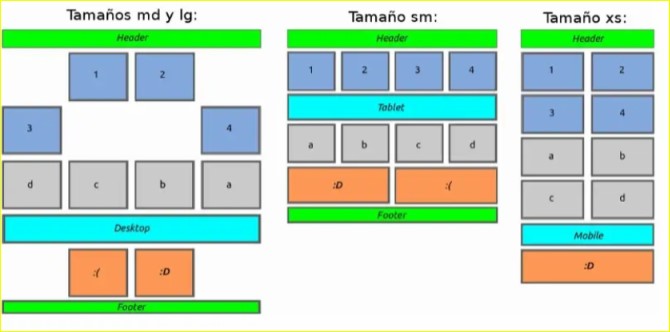 Tamaños md y lg:
Header
1 2
3 4
d c b a
Desktop
:( :D
Footer
Tamaño sm:
Header
1 2 3 4
Tablet
a b c d
:D :(
Footer
Tamaño xs:
Header
1 2
3 4
a b
c d
Mobile
:D